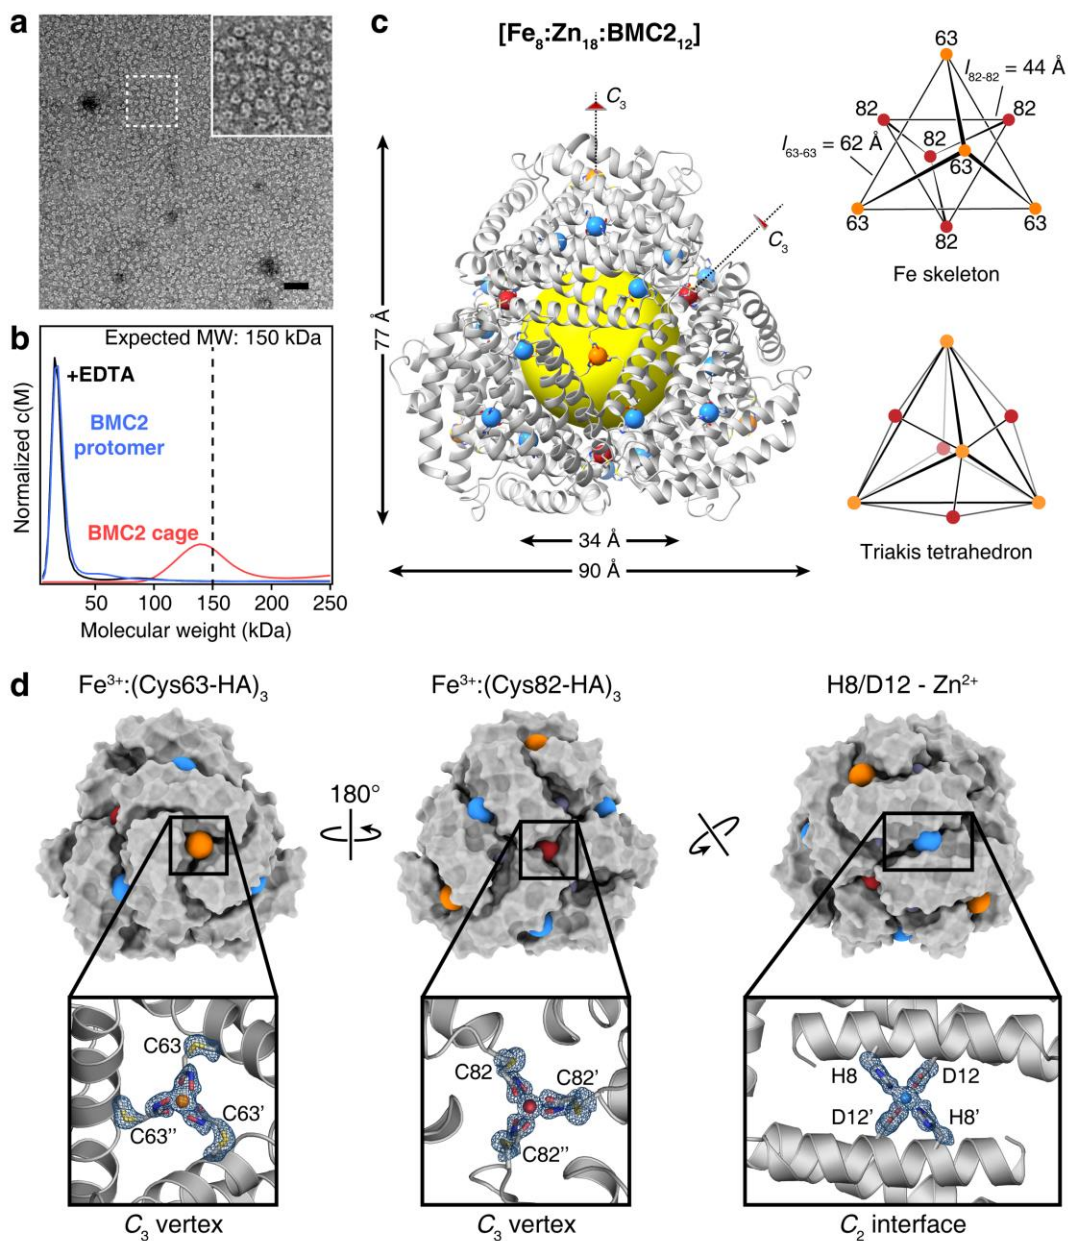 a
b
Expected MW: 150 kDa
+EDTA
BMC2
protomer
BMC2 cage
Normalized c(M)
50 100 150 200 250
Molecular weight (kDa)
c
[Fe8:Zn18:BMC212]
C3
C3
77 Å
34 Å
90 Å
63
l82-82 = 44 Å
82 82
82
l63-63 = 62 Å
63
63 63
82
Fe skeleton
Triakis tetrahedron
d
Fe³⁺:(Cys63-HA)3
Fe³⁺:(Cys82-HA)3
H8/D12 - Zn²⁺
180°
C63
C63'
C63''
C3 vertex
C82
C82'
C82''
C3 vertex
H8 D12
D12' H8'
C2 interface